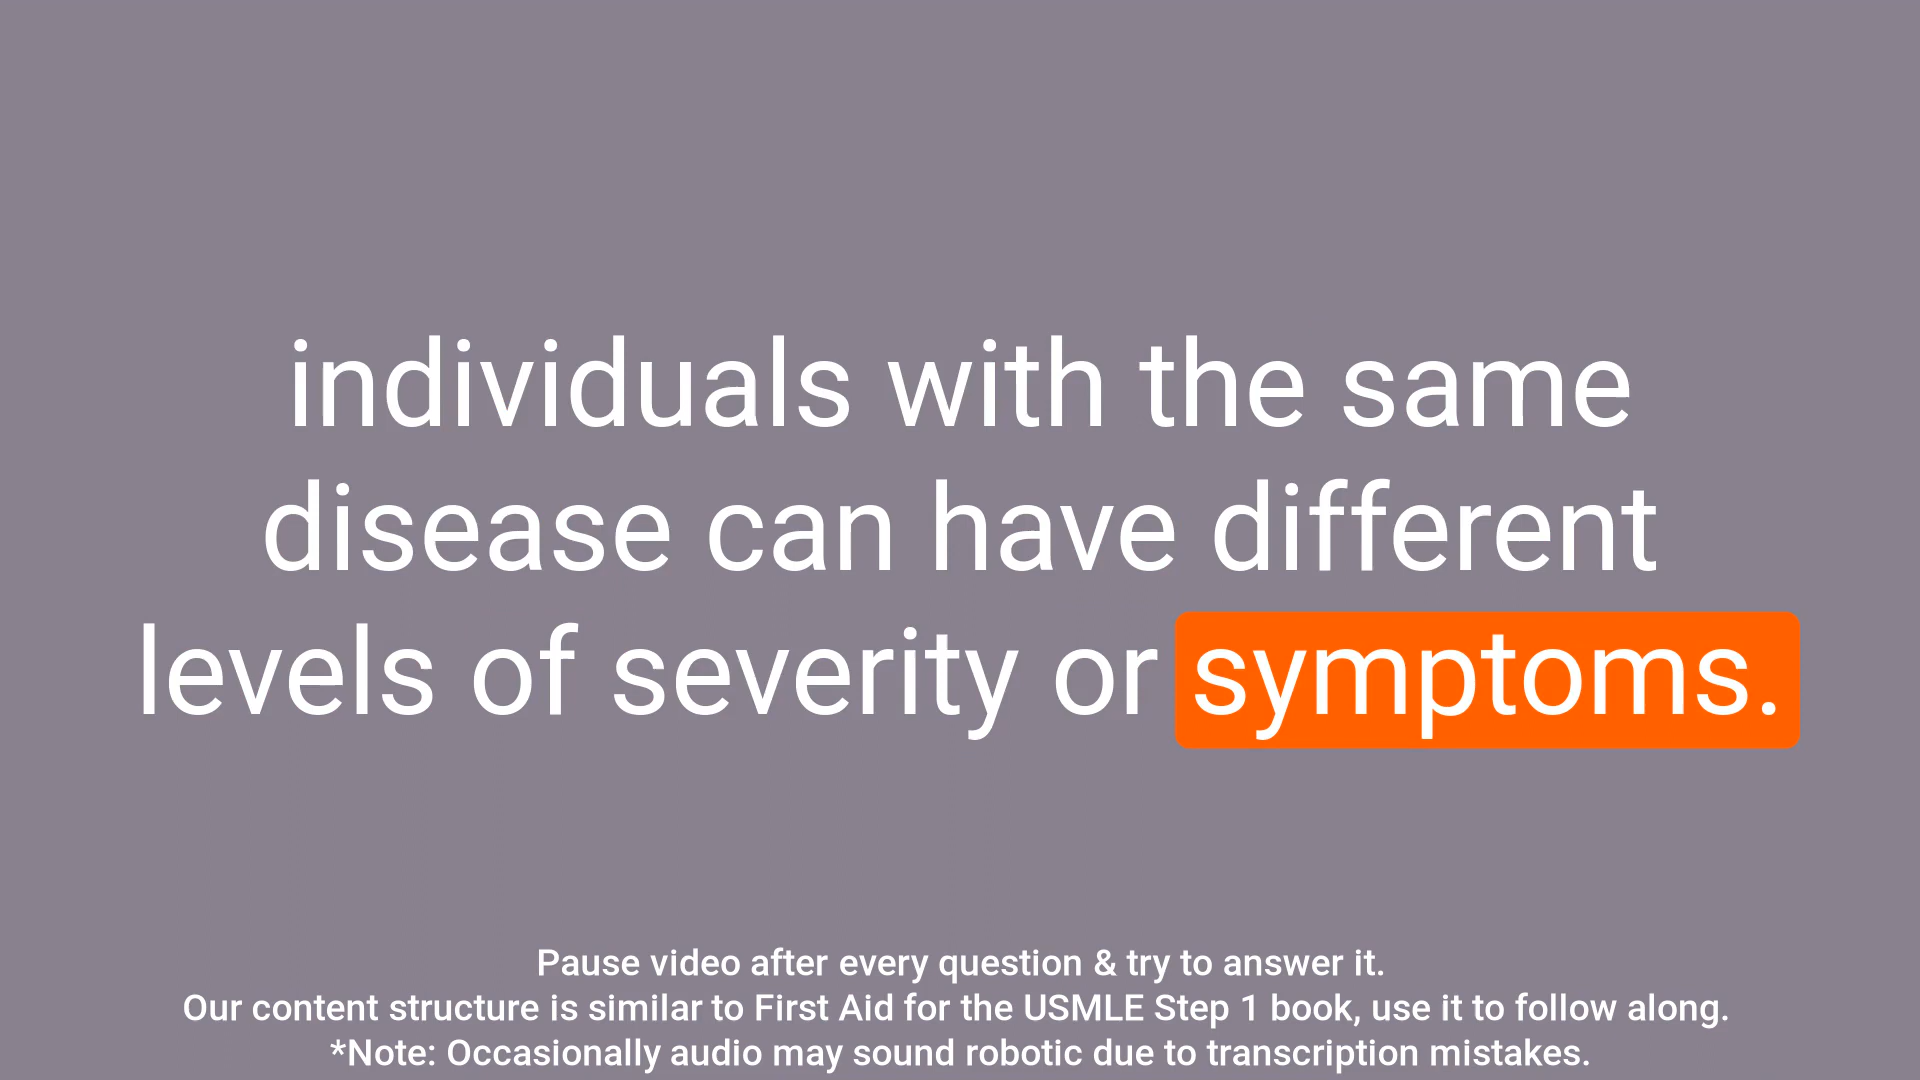 individuals with the same
disease can have different
levels of severity or symptoms.
Pause video after every question & try to answer it.
Our content structure is similar to First Aid for the USMLE Step 1 book, use it to follow along.
*Note: Occasionally audio may sound robotic due to transcription mistakes.